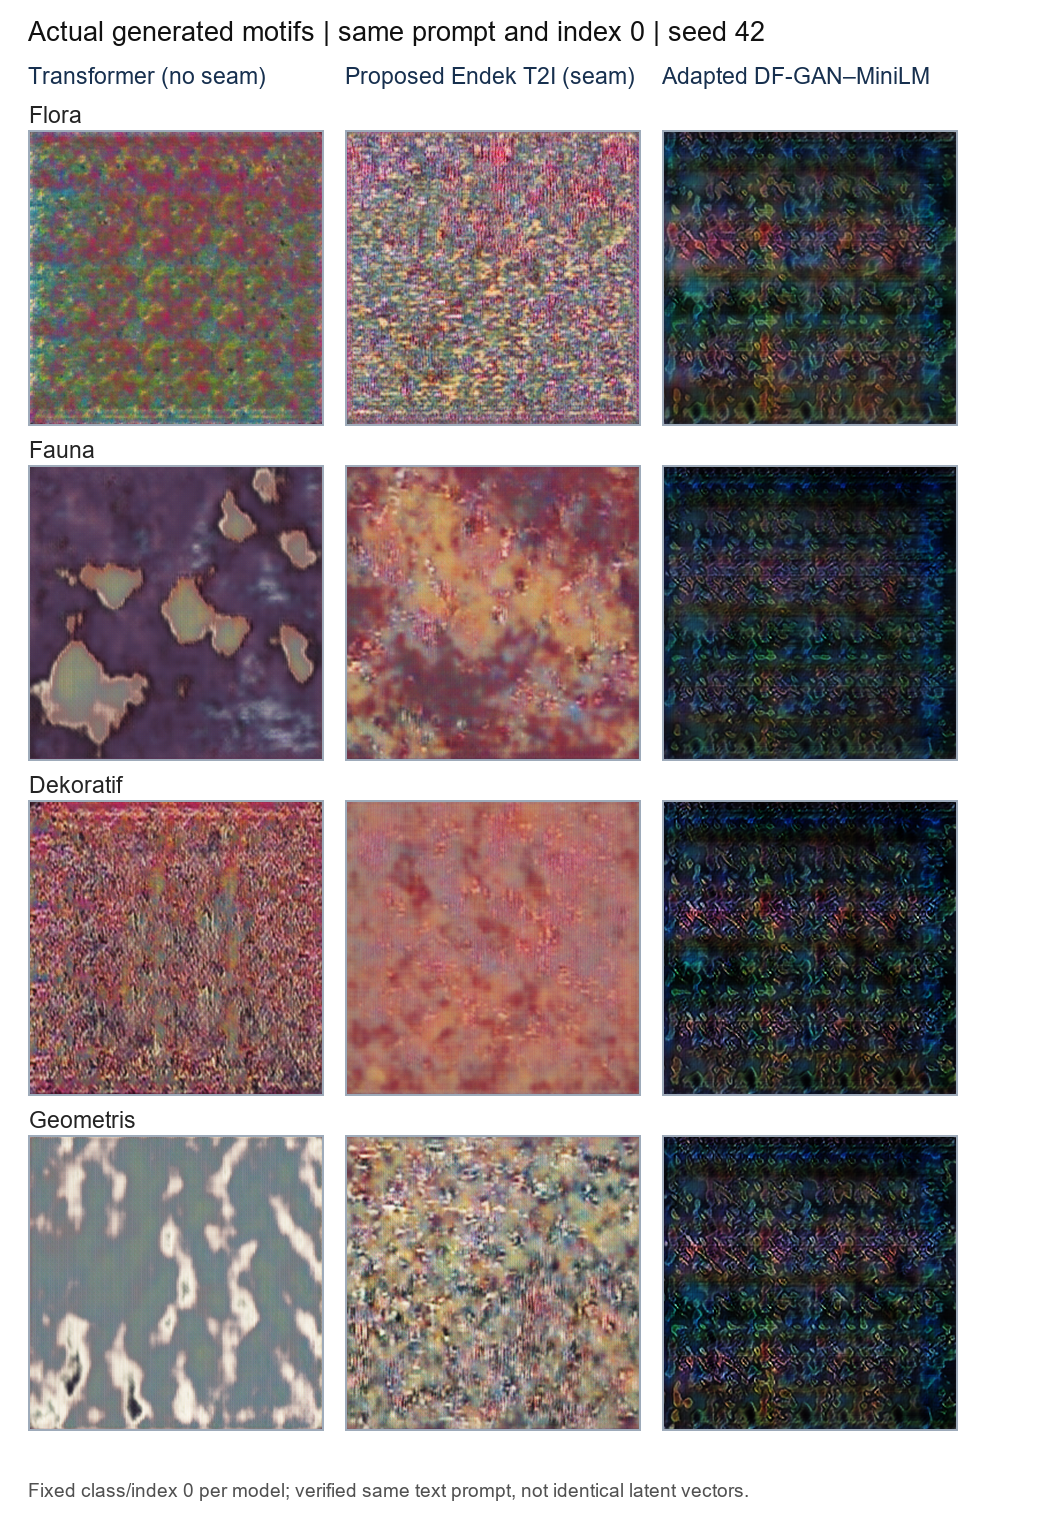 Actual generated motifs | same prompt and index 0 | seed 42
Transformer (no seam)
Proposed Endek T2I (seam)
Adapted DF-GAN–MiniLM
Flora
Fauna
Dekoratif
Geometris
Fixed class/index 0 per model; verified same text prompt, not identical latent vectors.